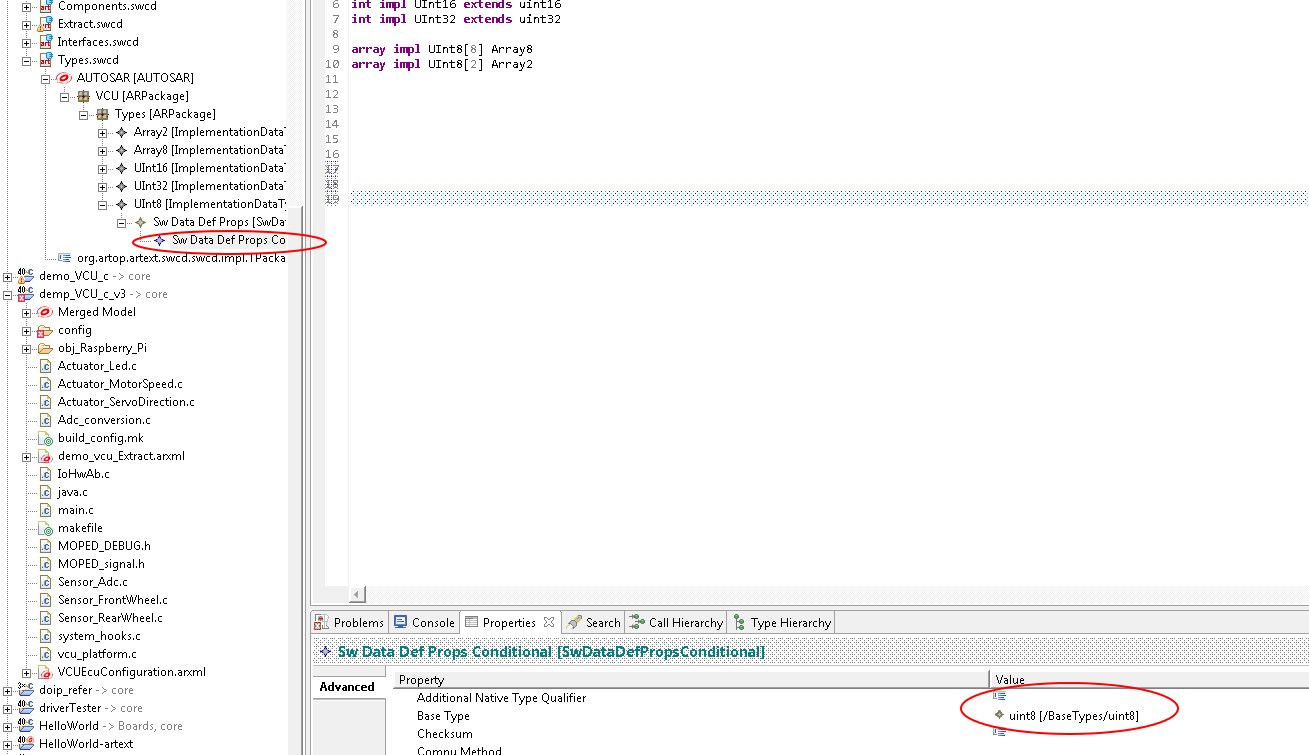 Components.swcd
Extract.swcd
Interfaces.swcd
Types.swcd
AUTOSAR [AUTOSAR]
VCU [ARPackage]
Types [ARPackage]
Array2 [ImplementationDataT
Array8 [ImplementationDataT
UInt16 [ImplementationDataT
UInt32 [ImplementationDataT
UInt8 [ImplementationDataTy
Sw Data Def Props [SwDa
Sw Data Def Props Co
org.artop.artext.swcd.swcd.impl.TPacka
demo_VCU_c -> core
demp_VCU_c_v3 -> core
Merged Model
config
obj_Raspberry_Pi
Actuator_Led.c
Actuator_MotorSpeed.c
Actuator_ServoDirection.c
Adc_conversion.c
build_config.mk
demo_vcu_Extract.arxml
IoHwAb.c
java.c
main.c
makefile
MOPED_DEBUG.h
MOPED_signal.h
Sensor_Adc.c
Sensor_FrontWheel.c
Sensor_RearWheel.c
system_hooks.c
vcu_platform.c
VCUEcuConfiguration.arxml
doip_refer -> core
driverTester -> core
HelloWorld -> Boards, core
HelloWorld-artext
6 int impl UInt16 extends uint16
7 int impl UInt32 extends uint32
8
9 array impl UInt8[8] Array8
10 array impl UInt8[2] Array2
11
12
13
14
15
16
17
18
19
Problems Console Properties Search Call Hierarchy Type Hierarchy
Sw Data Def Props Conditional [SwDataDefPropsConditional]
Advanced
Property Value
Additional Native Type Qualifier
Base Type uint8 [/BaseTypes/uint8]
Checksum
Compu Method